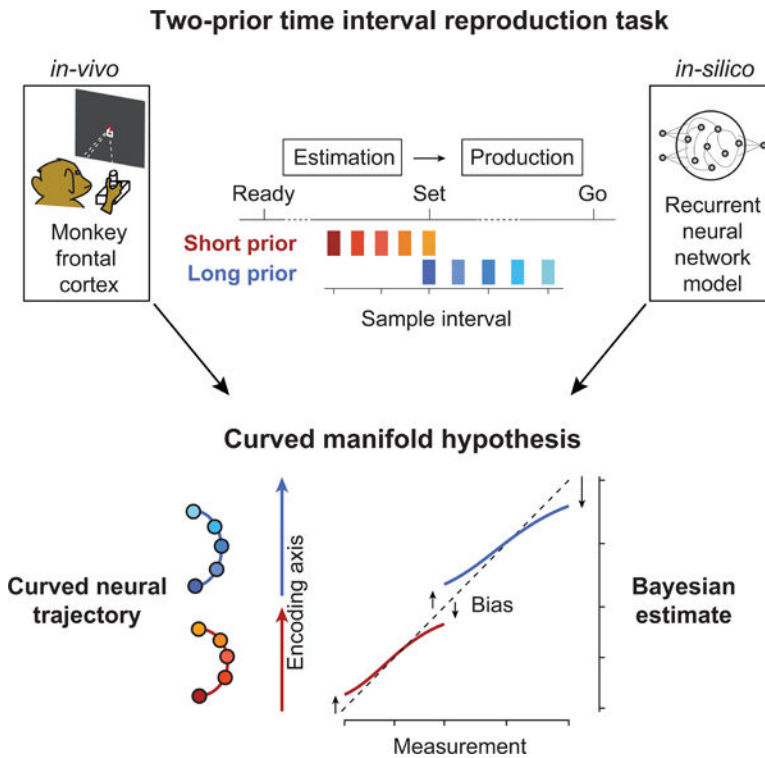 Two-prior time interval reproduction task
in-vivo
in-silico
Estimation
Production
Ready
Set
Go
Short prior
Long prior
Sample interval
Monkey
frontal
cortex
Recurrent
neural
network
model
Curved manifold hypothesis
Curved neural
trajectory
Encoding axis
Bias
Bayesian
estimate
Measurement